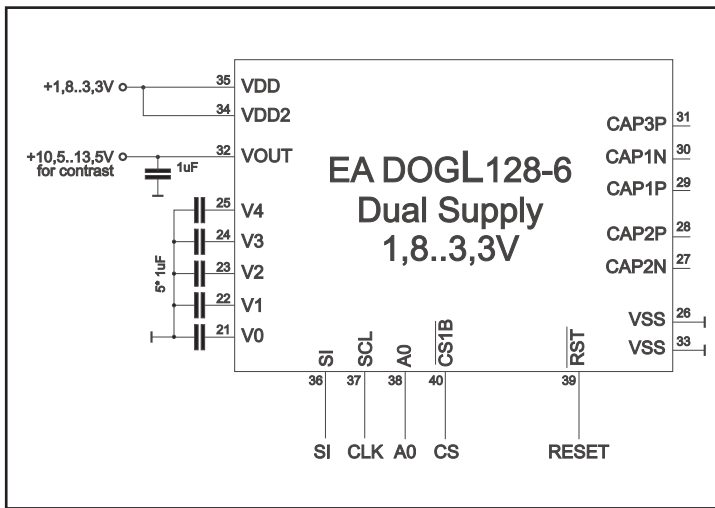 +1,8..3,3V
35
VDD
34
VDD2
+10,5..13,5V
for contrast
32
VOUT
1uF
25
V4
24
V3
23
V2
22
V1
21
V0
5* 1uF
EA DOGL128-6
Dual Supply
1,8..3,3V
CAP3P
31
CAP1N
30
CAP1P
29
CAP2P
28
CAP2N
27
VSS
26
VSS
33
SI
SCL
A0
CS1B
RST
36
37
38
40
39
SI
CLK
A0
CS
RESET